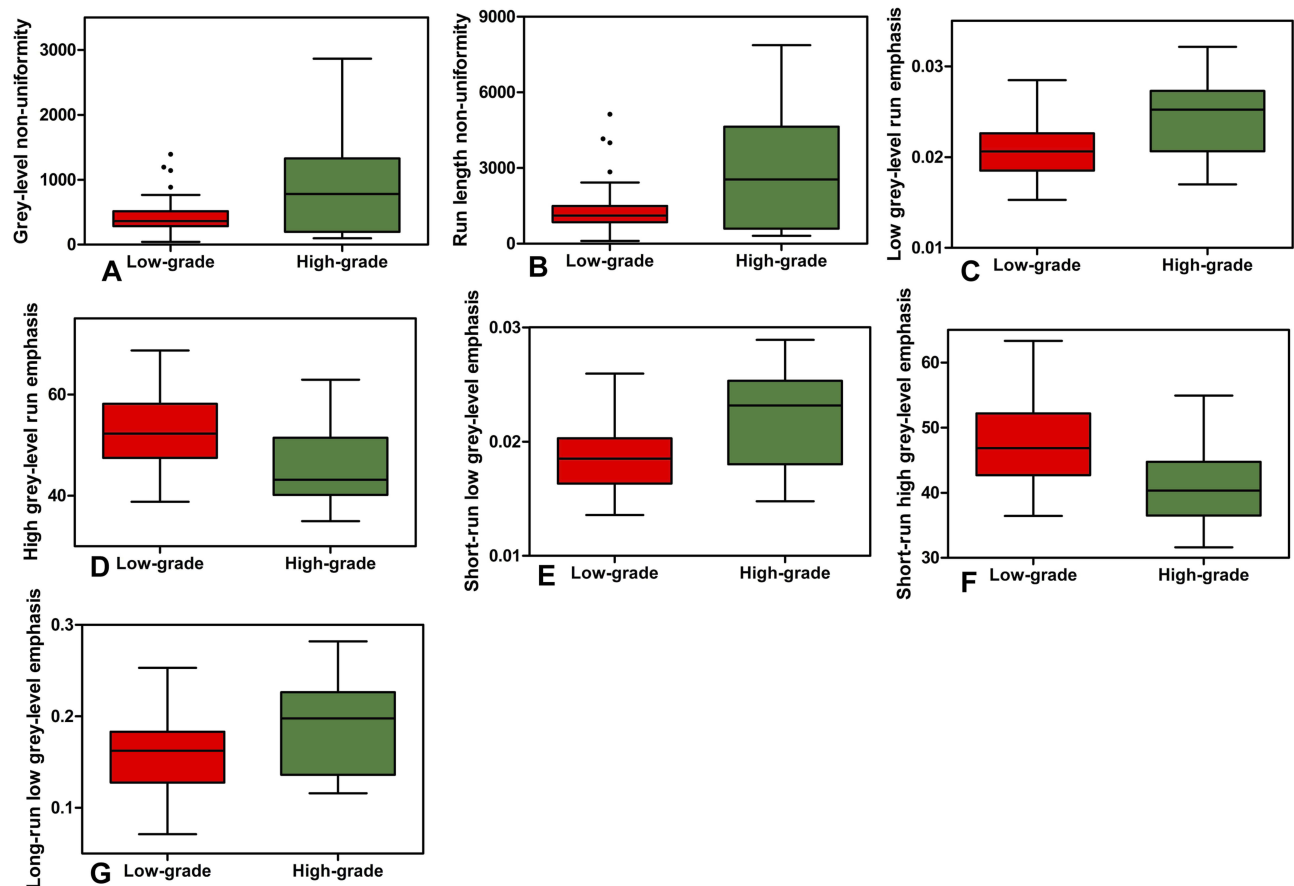 Grey-level non-uniformity
3000
2000
1000
0
A
Low-grade
High-grade
Run length non-uniformity
9000
6000
3000
0
B
Low-grade
High-grade
Low grey-level run emphasis
0.03
0.02
0.01
C
Low-grade
High-grade
High grey-level run emphasis
60
40
D
Low-grade
High-grade
Short-run low grey-level emphasis
0.03
0.02
0.01
E
Low-grade
High-grade
Short-run high grey-level emphasis
60
50
40
30
F
Low-grade
High-grade
Long-run low grey-level emphasis
0.3
0.2
0.1
G
Low-grade
High-grade